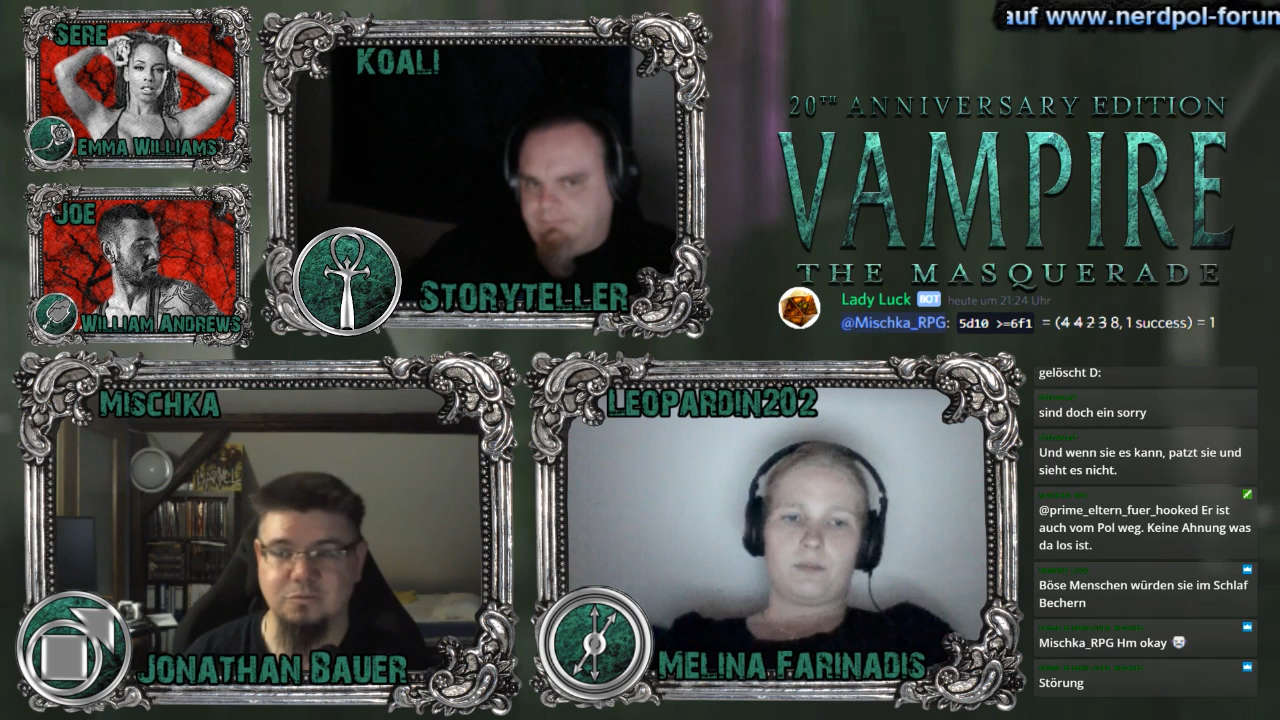 auf www.nerdpol-forum
SERE
EMMA WILLIAMS
JOE
WILLIAM ANDREWS
KOALI
STORYTELLER
20TH ANNIVERSARY EDITION
VAMPIRE
THE MASQUERADE
Lady Luck BOT heute um 21:24 Uhr
@Mischka_RPG: 5d10 >=6f1 = (4 4 2 3 8, 1 success) = 1
MISCHKA
JONATHAN BAUER
LEOPARDIN202
MELINA FARINADIS
gelöscht D:
sind doch ein sorry
Und wenn sie es kann, patzt sie und
sieht es nicht.
@prime_eltern_fuer_hooked Er ist
auch vom Pol weg. Keine Ahnung was
da los ist.
Böse Menschen würden sie im Schlaf
Bechern
Mischka_RPG Hm okay
Störung